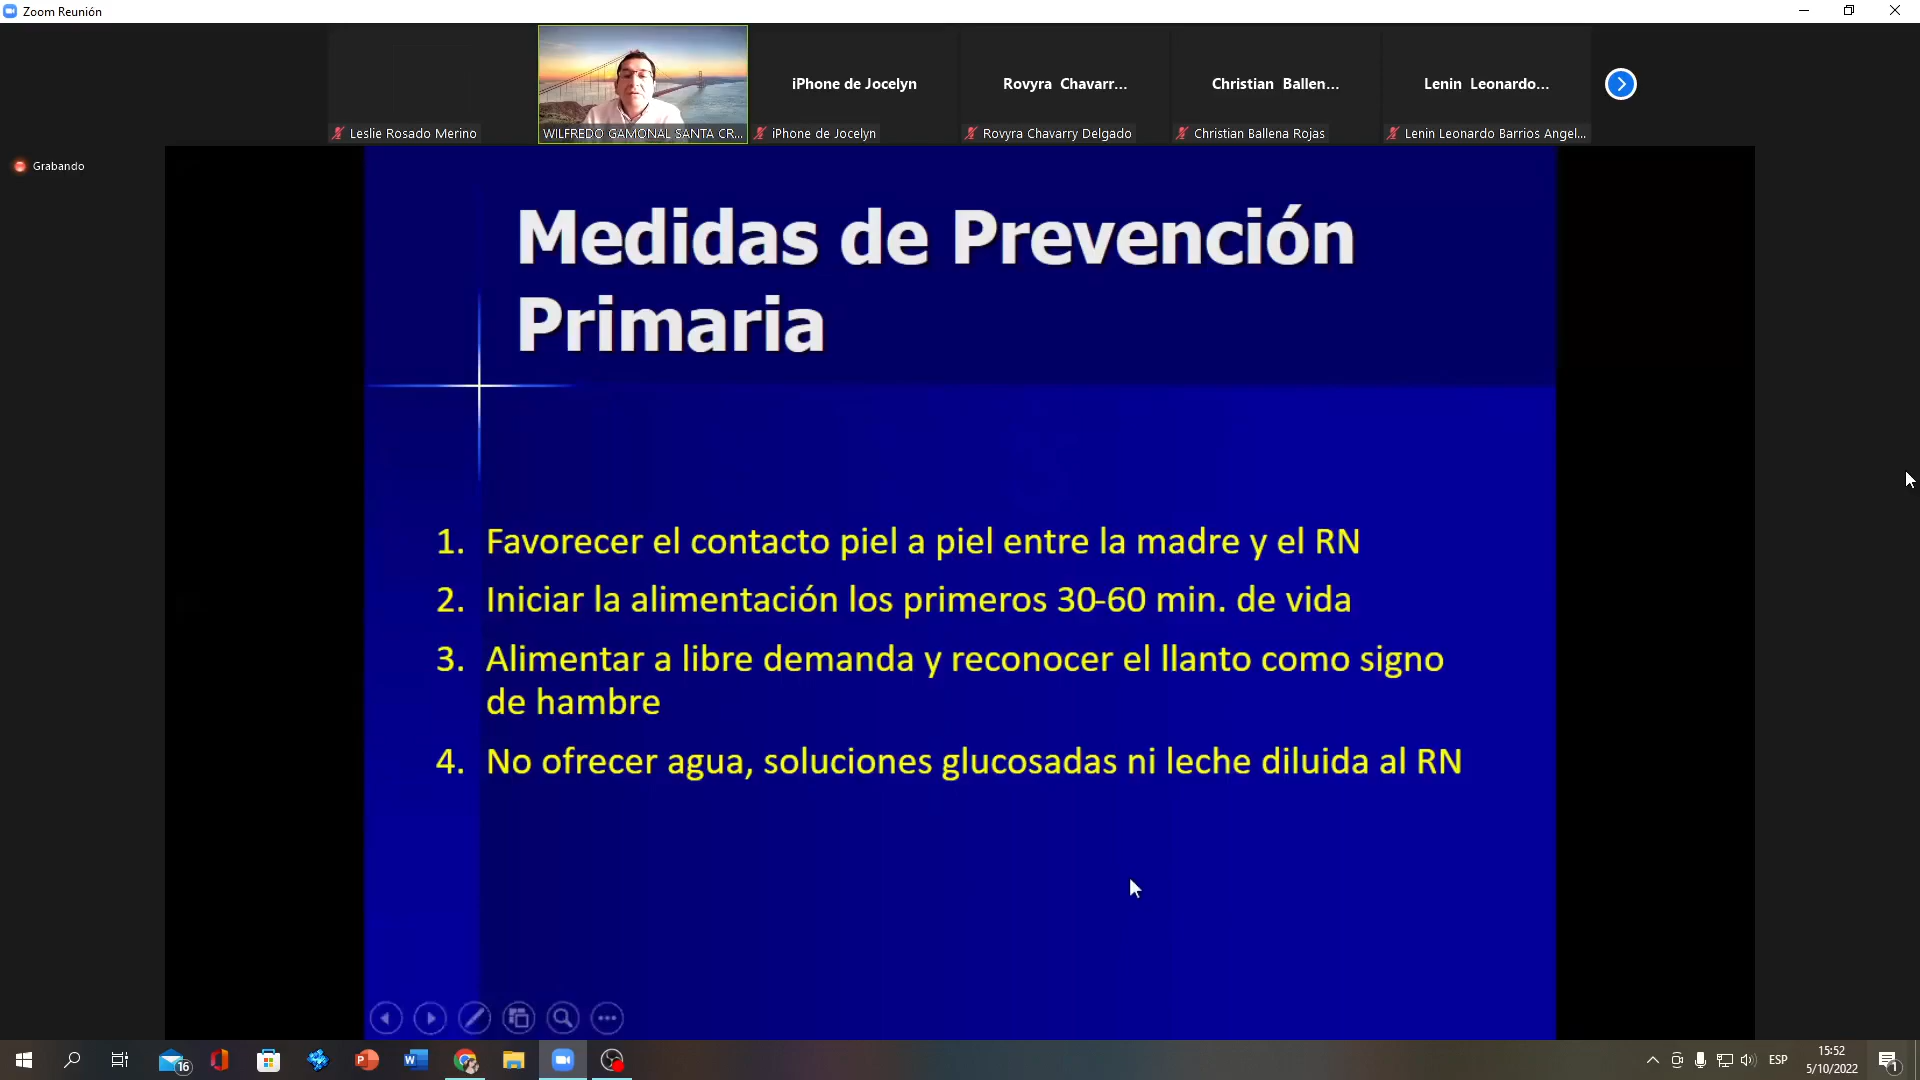 Zoom Reunión
iPhone de Jocelyn
Rovyra Chavarr...
Christian Ballen...
Lenin Leonardo...
Leslie Rosado Merino
WILFREDO GAMONAL SANTA CR...
iPhone de Jocelyn
Rovyra Chavarry Delgado
Christian Ballena Rojas
Lenin Leonardo Barrios Angel...
Grabando
Medidas de Prevención
Primaria
1. Favorecer el contacto piel a piel entre la madre y el RN
2. Iniciar la alimentación los primeros 30-60 min. de vida
3. Alimentar a libre demanda y reconocer el llanto como signo
de hambre
4. No ofrecer agua, soluciones glucosadas ni leche diluida al RN
16
ESP
15:52
5/10/2022
1